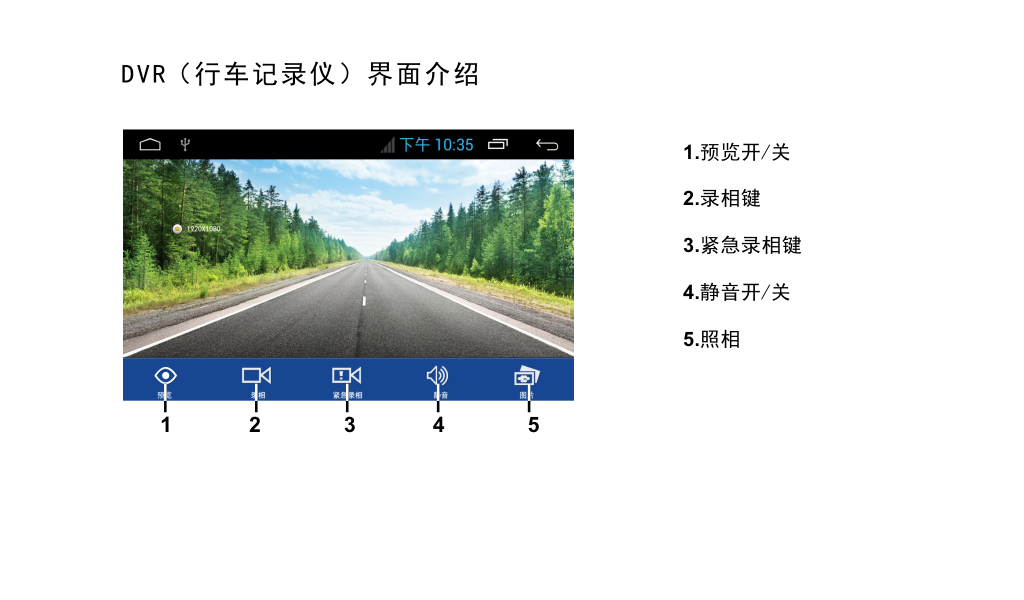 DVR（行车记录仪）界面介绍
下午 10:35
1920X1080
预览 录相 紧急录相 静音 图片
1 2 3 4 5
1.预览开/关
2.录相键
3.紧急录相键
4.静音开/关
5.照相